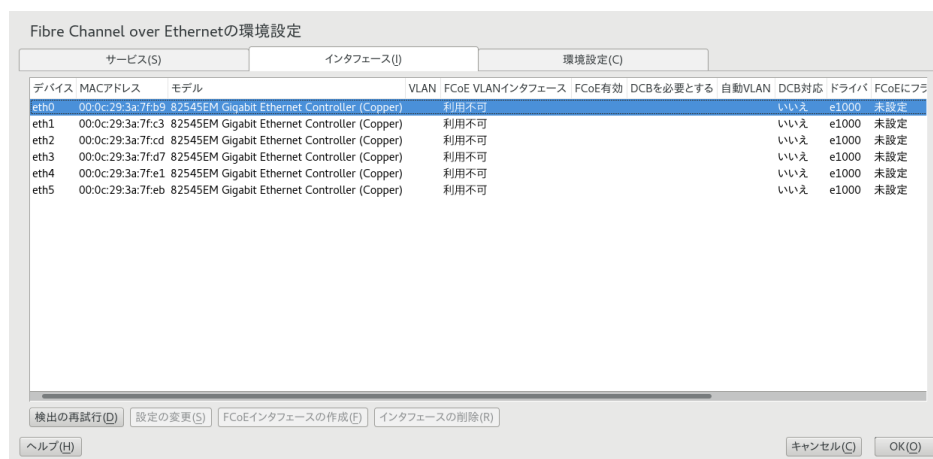 Fibre Channel over Ethernetの環境設定
サービス(S) インタフェース(I) 環境設定(C)
デバイス MACアドレス モデル VLAN FCoE VLANインタフェース FCoE有効 DCBを必要とする 自動VLAN DCB対応 ドライバ FCoEにフラ
eth0 00:0c:29:3a:7f:b9 82545EM Gigabit Ethernet Controller (Copper) 利用不可 いいえ e1000 未設定
eth1 00:0c:29:3a:7f:c3 82545EM Gigabit Ethernet Controller (Copper) 利用不可 いいえ e1000 未設定
eth2 00:0c:29:3a:7f:cd 82545EM Gigabit Ethernet Controller (Copper) 利用不可 いいえ e1000 未設定
eth3 00:0c:29:3a:7f:d7 82545EM Gigabit Ethernet Controller (Copper) 利用不可 いいえ e1000 未設定
eth4 00:0c:29:3a:7f:e1 82545EM Gigabit Ethernet Controller (Copper) 利用不可 いいえ e1000 未設定
eth5 00:0c:29:3a:7f:eb 82545EM Gigabit Ethernet Controller (Copper) 利用不可 いいえ e1000 未設定
検出の再試行(D) 設定の変更(S) FCoEインタフェースの作成(F) インタフェースの削除(R)
ヘルプ(H) キャンセル(C) OK(O)